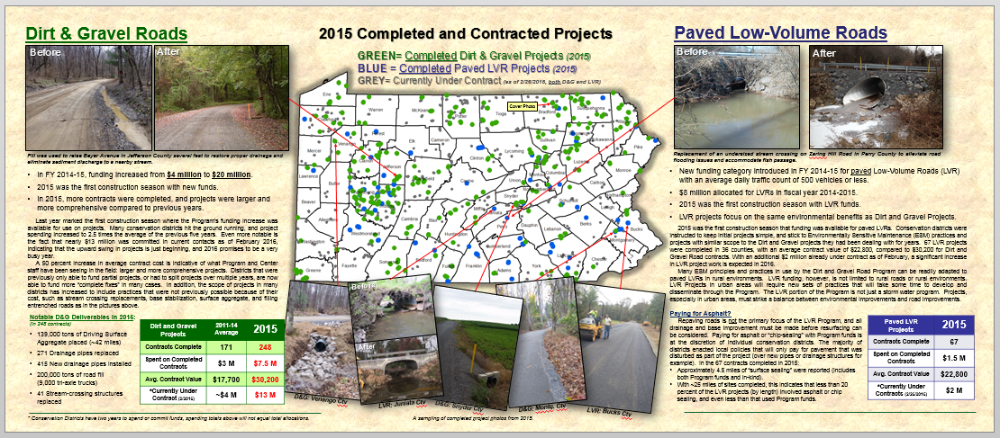 Dirt & Gravel Roads
Before
After
Fill was used to raise Beyer Avenue in Jefferson County several feet to restore proper drainage and
eliminate sediment discharge to a nearby stream.
• In FY 2014-15, funding increased from $4 million to $20 million.
• 2015 was the first construction season with new funds.
• In 2015, more contracts were completed, and projects were larger and
more comprehensive compared to previous years.
Last year marked the first construction season where the Program's funding increase was
available for use on projects. Many conservation districts hit the ground running, and project
spending increased to 2.5 times the average of the previous five years. Even more notable is
the fact that nearly $13 million was committed in current contacts as of February 2016,
indicating that the upward swing in projects is just beginning, and 2016 promises to be a very
busy year.
A 50 percent increase in average contract cost is indicative of what Program and Center
staff have been seeing in the field: larger and more comprehensive projects. Districts that were
previously only able to fund partial projects, or had to split projects over multiple years, are now
able to fund more "complete fixes" in many cases. In addition, the scope of projects in many
districts has increased to include practices that were not previously possible because of their
cost, such as stream crossing replacements, base stabilization, surface aggregate, and filling
entrenched roads as in the pictures above.
Notable D&G Deliverables in 2015:
(in 248 contracts)
• 139,000 tons of Driving Surface
Aggregate placed (~42 miles)
• 271 Drainage pipes replaced
• 415 New drainage pipes installed
• 200,000 tons of road fill
(9,000 tri-axle trucks)
• 41 Stream-crossing structures
replaced
Dirt and Gravel Projects 2011-14 Average 2015
Contracts Complete 171 248
Spent on Completed Contracts $3 M $7.5 M
Avg. Contract Value $17,700 $30,200
*Currently Under Contract ~$4 M $13 M
* Conservation Districts have two years to spend or commit funds, spending totals above will not equal total allocations.
2015 Completed and Contracted Projects
GREEN= Completed Dirt & Gravel Projects (2015)
BLUE = Completed Paved LVR Projects (2015)
GREY= Currently Under Contract (as of 2/26/2016, both D&G and LVR)
Cover Photo
Erie
Warren
McKean
Potter
Tioga
Bradford
Susquehanna
Mercer
Venango
Elk
Cameron
Clinton
Lycoming
Sullivan
Pike
Jefferson
Butler
Beaver
Allegheny
Washington
Greene
Fayette
Cambria
Blair
Huntingdon
Fulton
Franklin
Adams
York
Dauphin
Berks
Bucks
Montgomery
Before
After
D&G: Venango Cty
LVR: Juniata Cty
D&G: Snyder Cty
D&G: Montg. Cty
LVR: Bucks Cty
A sampling of completed project photos from 2015.
Paved Low-Volume Roads
Before
After
Replacement of an undersized stream crossing on Zaring Hill Road in Perry County to alleviate road
flooding issues and accommodate fish passage.
• New funding category introduced in FY 2014-15 for paved Low-Volume Roads (LVR)
with an average daily traffic count of 500 vehicles or less.
• $8 million allocated for LVRs in fiscal year 2014-2015.
• 2015 was the first construction season with LVR funds.
• LVR projects focus on the same environmental benefits as Dirt and Gravel Projects.
2015 was the first construction season that funding was available for paved LVRs. Conservation districts were
instructed to keep initial projects simple, and stick to Environmentally Sensitive Maintenance (ESM) practices and
projects with similar scope to the Dirt and Gravel projects they had been dealing with for years. 67 LVR projects
were completed in 36 counties, with an average contract value of $22,800, compared to $30,200 for Dirt and
Gravel Road contracts. With an additional $2 million already under contract as of February, a significant increase
in LVR project work is expected in 2016.
Many ESM principles and practices in use by the Dirt and Gravel Road Program can be readily adapted to
paved LVRs in rural environments. LVR funding, however, is not limited to rural roads or rural environments.
LVR Projects in Urban areas will require new sets of practices that will take some time to develop and
disseminate through the Program. The LVR portion of the Program is not just a storm water program. Projects,
especially in urban areas, must strike a balance between environmental improvements and road improvements.
Paying for Asphalt?
Repaving roads is not the primary focus of the LVR Program, and all
drainage and base improvement must be made before resurfacing can
be considered. Paying for asphalt or "chip-sealing" with Program funds is
at the discretion of individual conservation districts. The majority of
districts enacted local policies that will only pay for pavement that was
disturbed as part of the project (over new pipes or drainage structures for
example). In the 67 contracts completed in 2015:
• Approximately 4.5 miles of "surface sealing" were reported (includes
both Program funds and in-kind).
• With ~25 miles of sites completed, this indicates that less than 20
percent of the LVR projects (by length) involved asphalt or chip
sealing, and even less than that used Program funds.
Paved LVR Projects 2015
Contracts Complete 67
Spent on Completed Contracts $1.5 M
Avg. Contract Value $22,800
*Currently Under Contracts (2/26/2016) $2 M